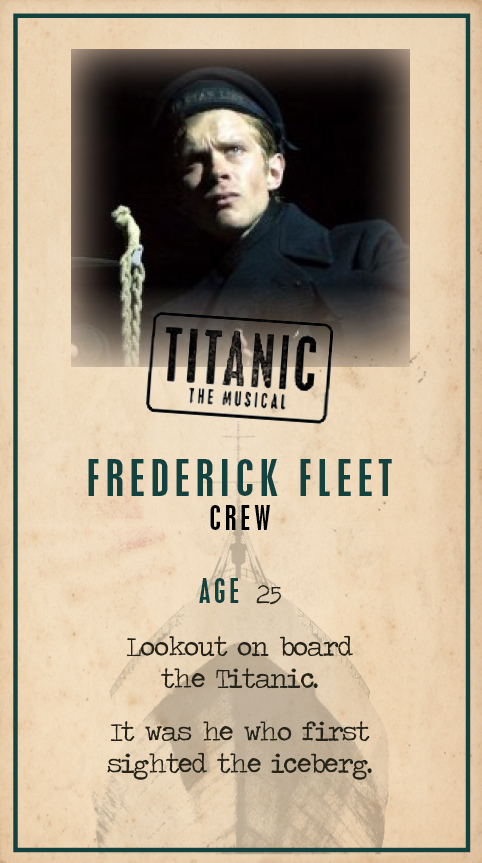 TITANIC
THE MUSICAL
FREDERICK FLEET
CREW
AGE 25
Lookout on board
the Titanic.
It was he who first
sighted the iceberg.